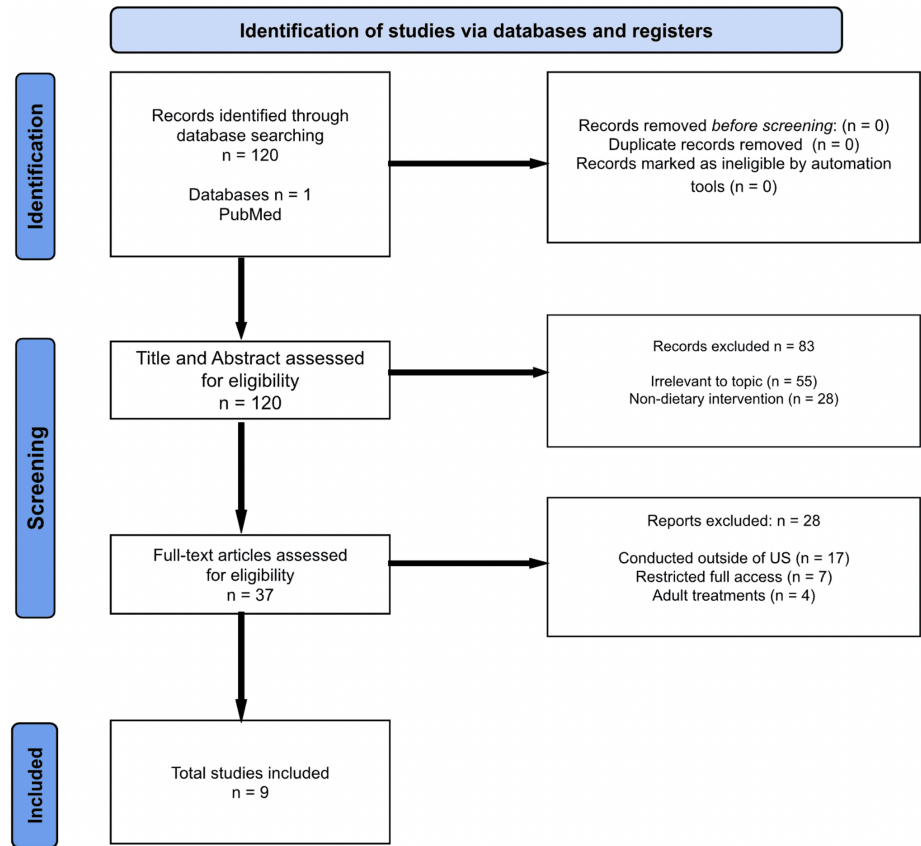 Identification of studies via databases and registers
Identification
Records identified through
database searching
n = 120
Databases n = 1
PubMed
Records removed before screening: (n = 0)
Duplicate records removed (n = 0)
Records marked as ineligible by automation
tools (n = 0)
Screening
Title and Abstract assessed
for eligibility
n = 120
Records excluded n = 83
Irrelevant to topic (n = 55)
Non-dietary intervention (n = 28)
Full-text articles assessed
for eligibility
n = 37
Reports excluded: n = 28
Conducted outside of US (n = 17)
Restricted full access (n = 7)
Adult treatments (n = 4)
Included
Total studies included
n = 9